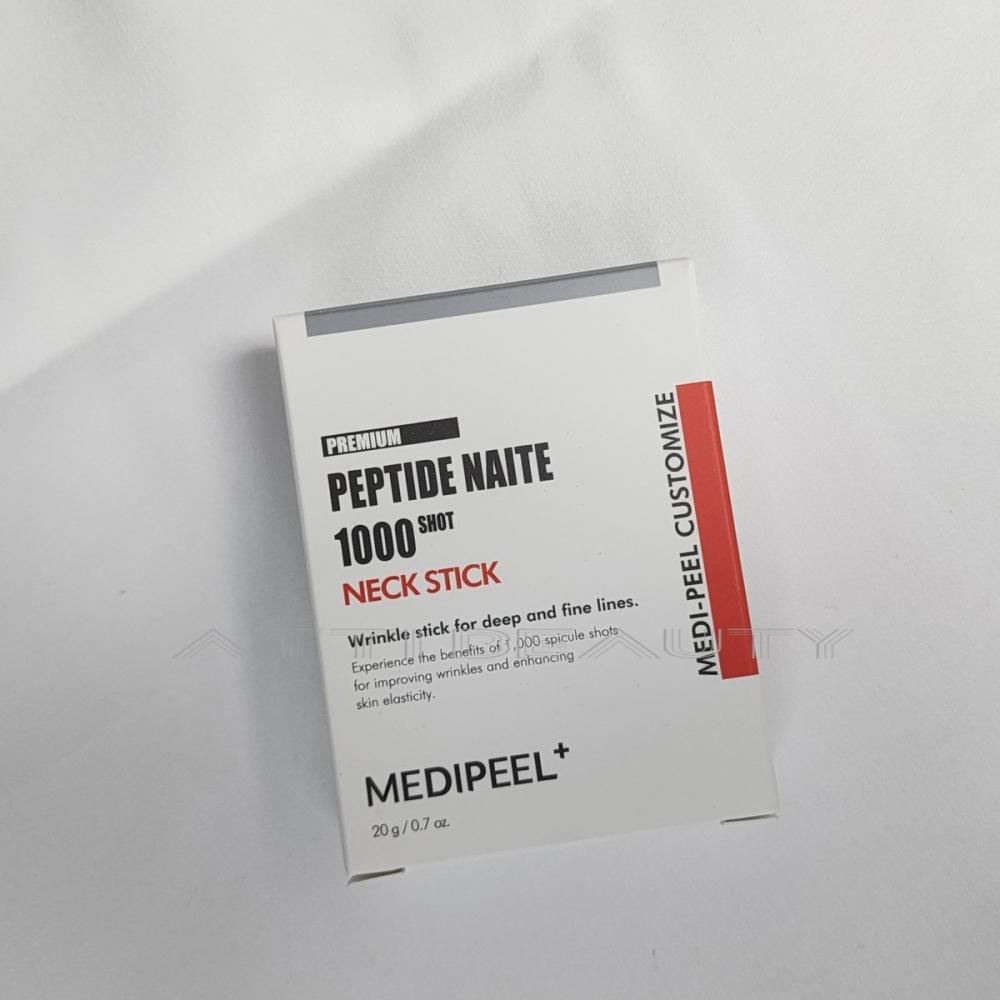 PREMIUM
PEPTIDE NAITE
1000 SHOT
NECK STICK
Wrinkle stick for deep and fine lines.
Experience the benefits of 1,000 spicule shots
for improving wrinkles and enhancing
skin elasticity.
MEDIPEEL+
20 g / 0.7 oz.
MEDI-PEEL CUSTOMIZE